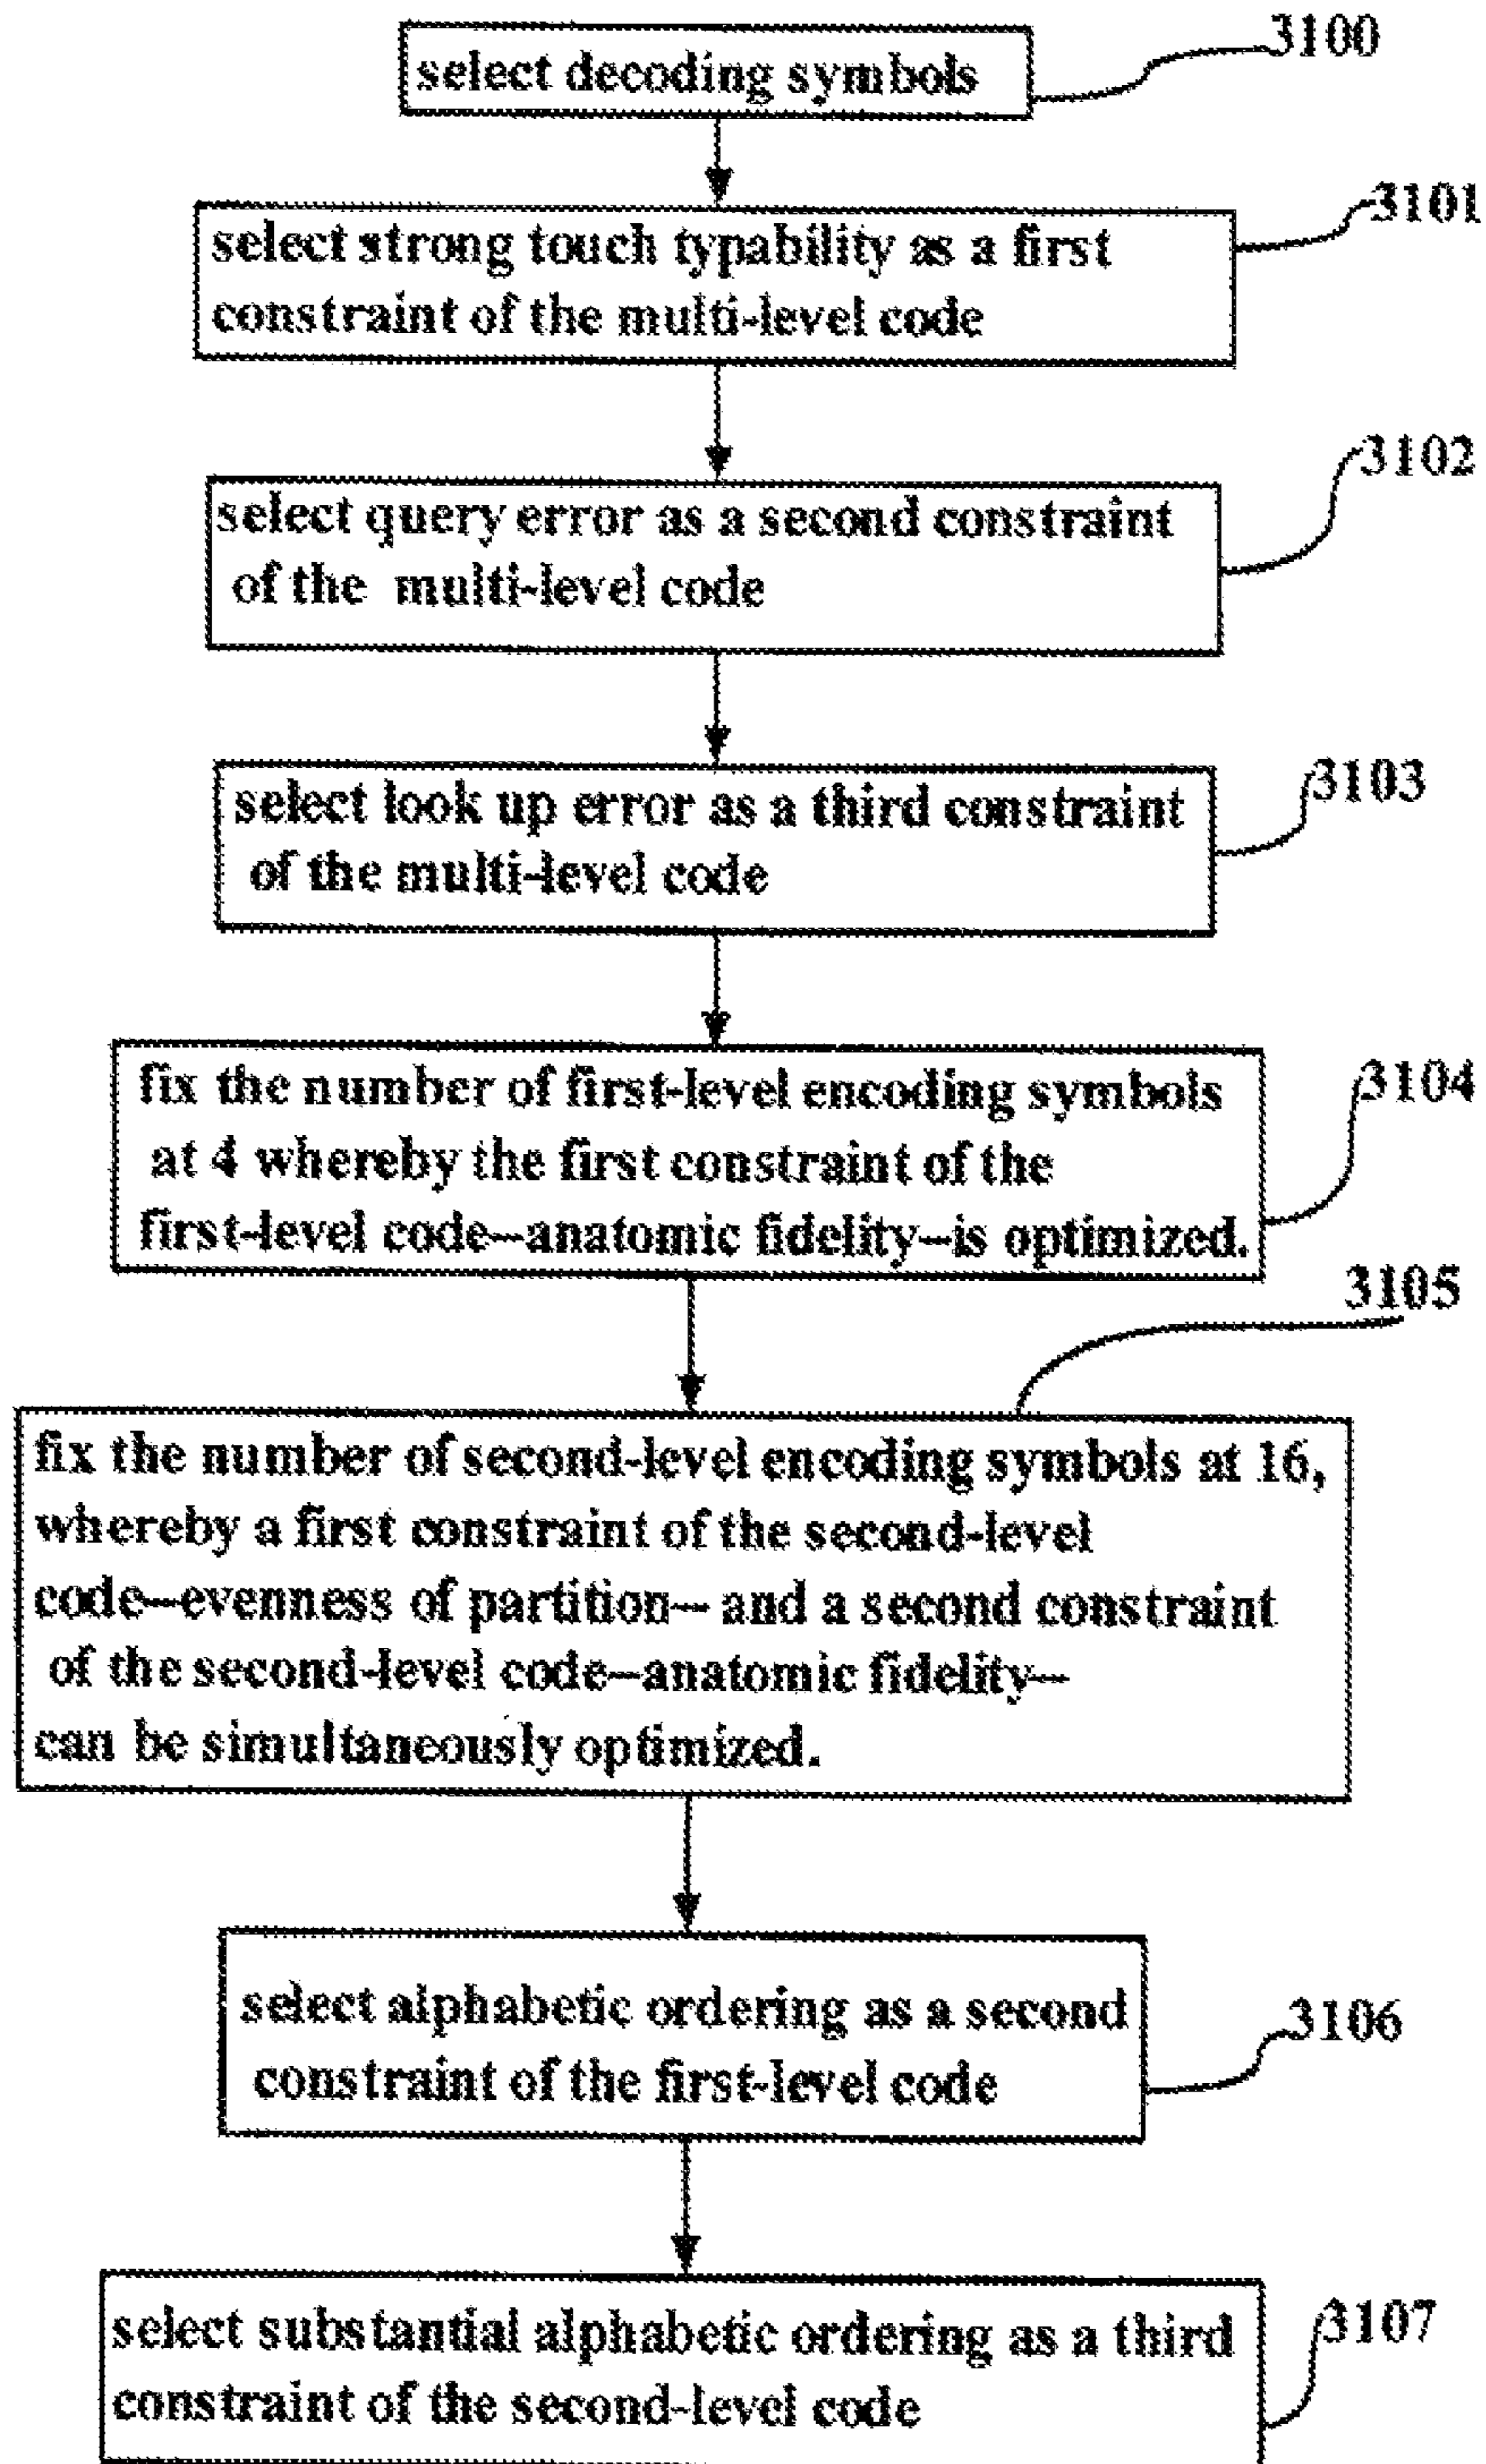 3100
select decoding symbols
3101
select strong touch typability as a first
constraint of the multi-level code
3102
select query error as a second constraint
of the multi-level code
3103
select look up error as a third constraint
of the multi-level code
3104
fix the number of first-level encoding symbols
at 4 whereby the first constraint of the
first-level code--anatomic fidelity--is optimized.
3105
fix the number of second-level encoding symbols at 16,
whereby a first constraint of the second-level
code--evenness of partition-- and a second constraint
of the second-level code--anatomic fidelity--
can be simultaneously optimized.
3106
select alphabetic ordering as a second
constraint of the first-level code
3107
select substantial alphabetic ordering as a third
constraint of the second-level code